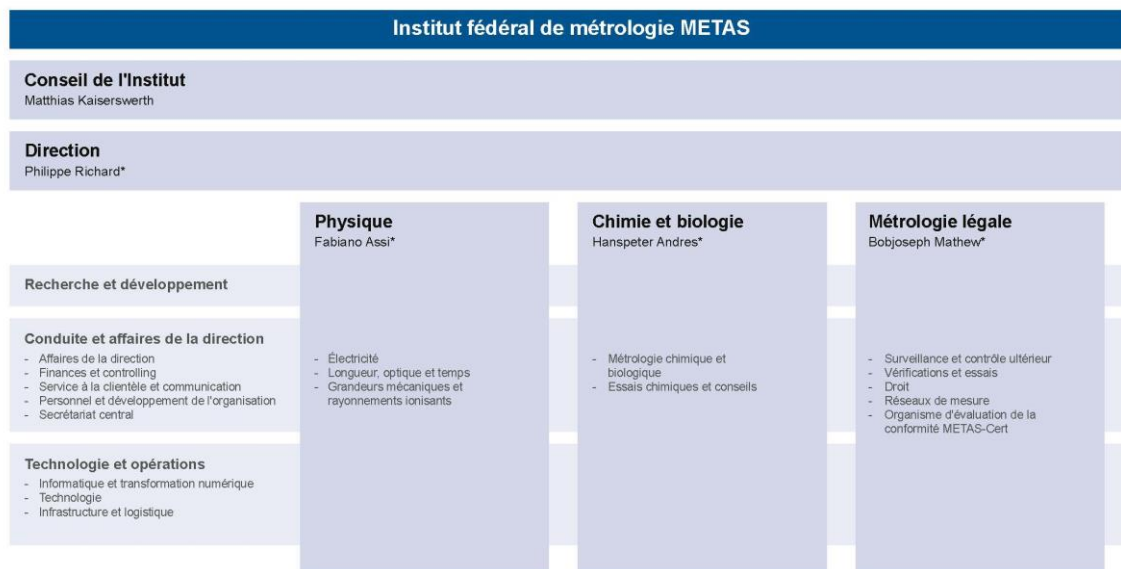 Institut fédéral de métrologie METAS
Conseil de l'Institut
Matthias Kaiserswerth
Direction
Philippe Richard*
Physique
Fabiano Assi*
Chimie et biologie
Hanspeter Andres*
Métrologie légale
Bobjoseph Mathew*
Recherche et développement
Conduite et affaires de la direction
- Affaires de la direction
- Finances et controlling
- Service à la clientèle et communication
- Personnel et développement de l'organisation
- Secrétariat central
- Électricité
- Longueur, optique et temps
- Grandeurs mécaniques et
rayonnements ionisants
- Métrologie chimique et
biologique
- Essais chimiques et conseils
- Surveillance et contrôle ultérieur
- Vérifications et essais
- Droit
- Réseaux de mesure
- Organisme d'évaluation de la
conformité METAS-Cert
Technologie et opérations
- Informatique et transformation numérique
- Technologie
- Infrastructure et logistique